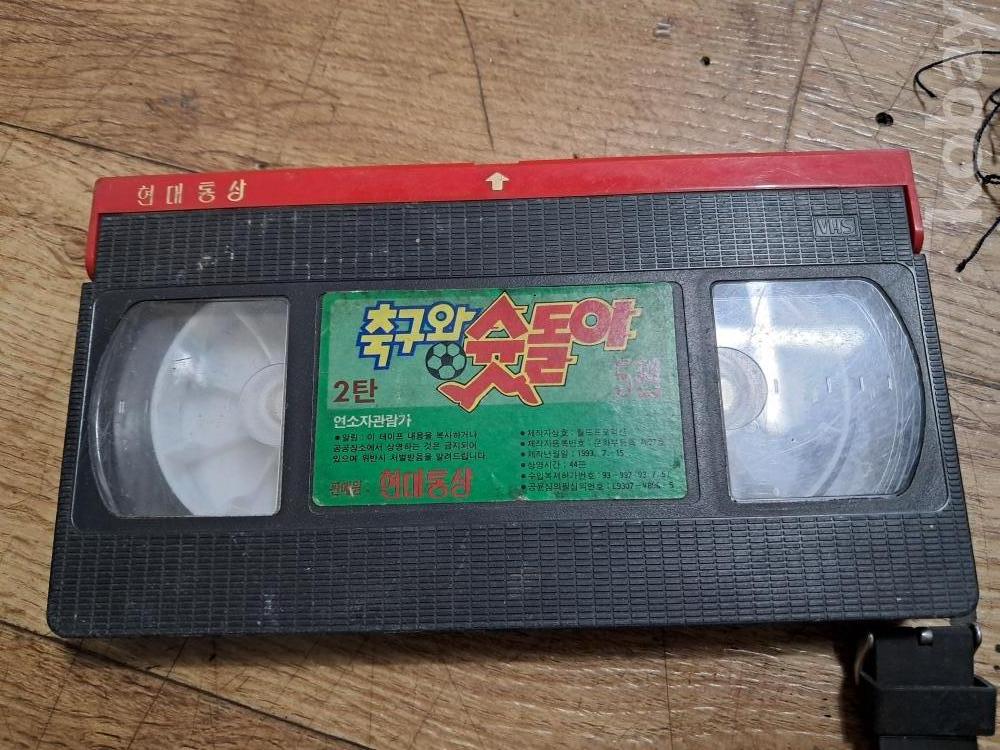 현대통상
VHS
축구와 슛돌이
2탄
연소자관람가
●알림 : 이 테이프 내용을 복사하거나
공공장소에서 상영하는 것은 금지되어
있으며 위반시 처벌받음을 알려드립니다.
판매원 : 현대통상
●제작자상호 : 월드프로덕션
●제작자등록번호 : 문화부등록 제27호
●제작년월일 : 1993. 7. 15
●상영시간 : 44분